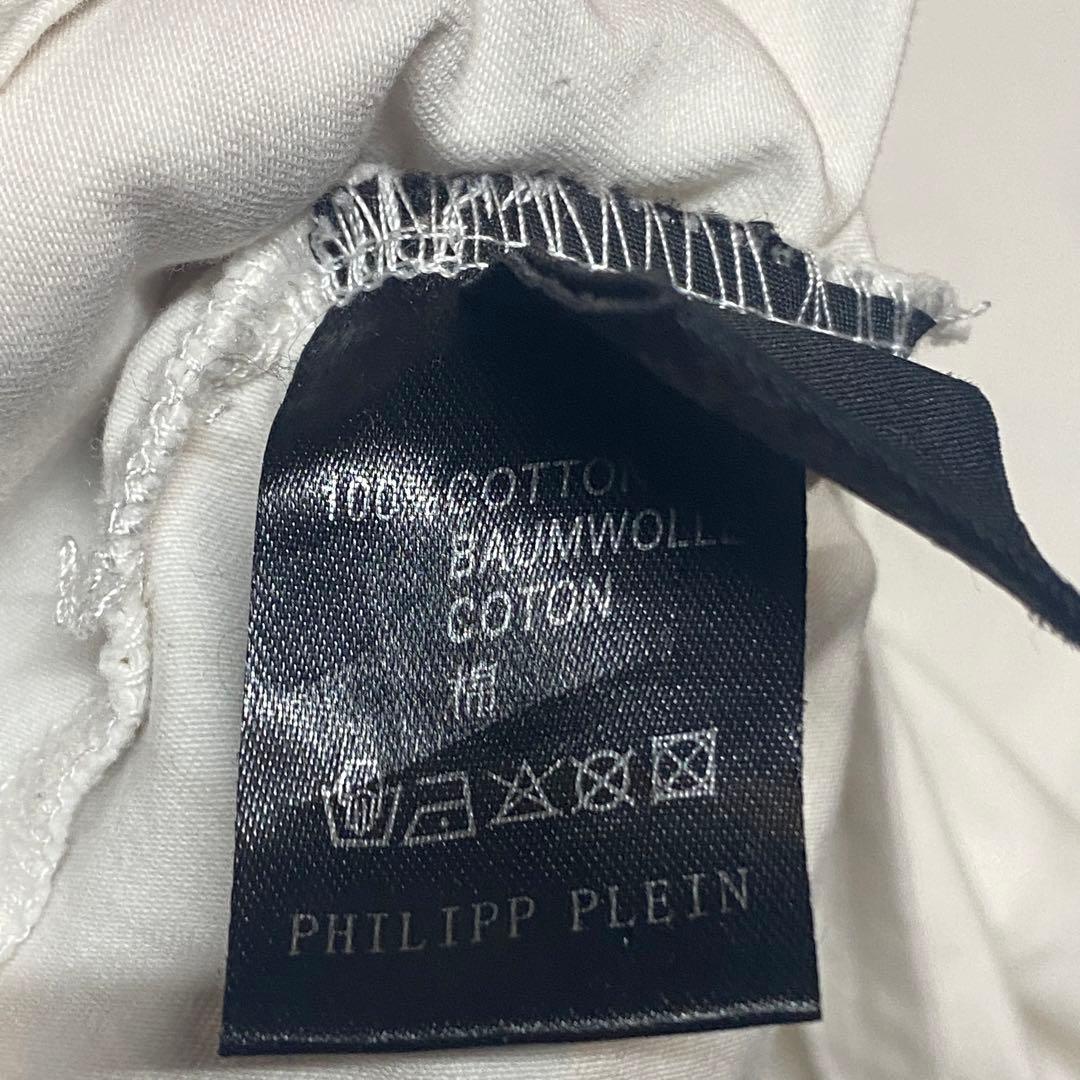 100% COTTON
BAUMWOLLE
COTON
棉
PHILIPP PLEIN